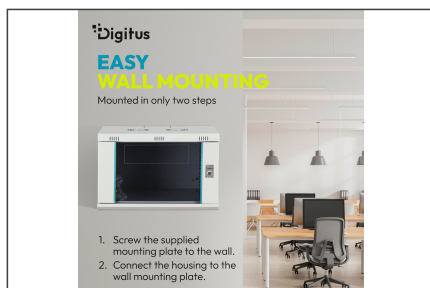 Digitus
EASY
WALL MOUNTING
Mounted in only two steps
1. Screw the supplied
mounting plate to the wall.
2. Connect the housing to the
wall mounting plate.